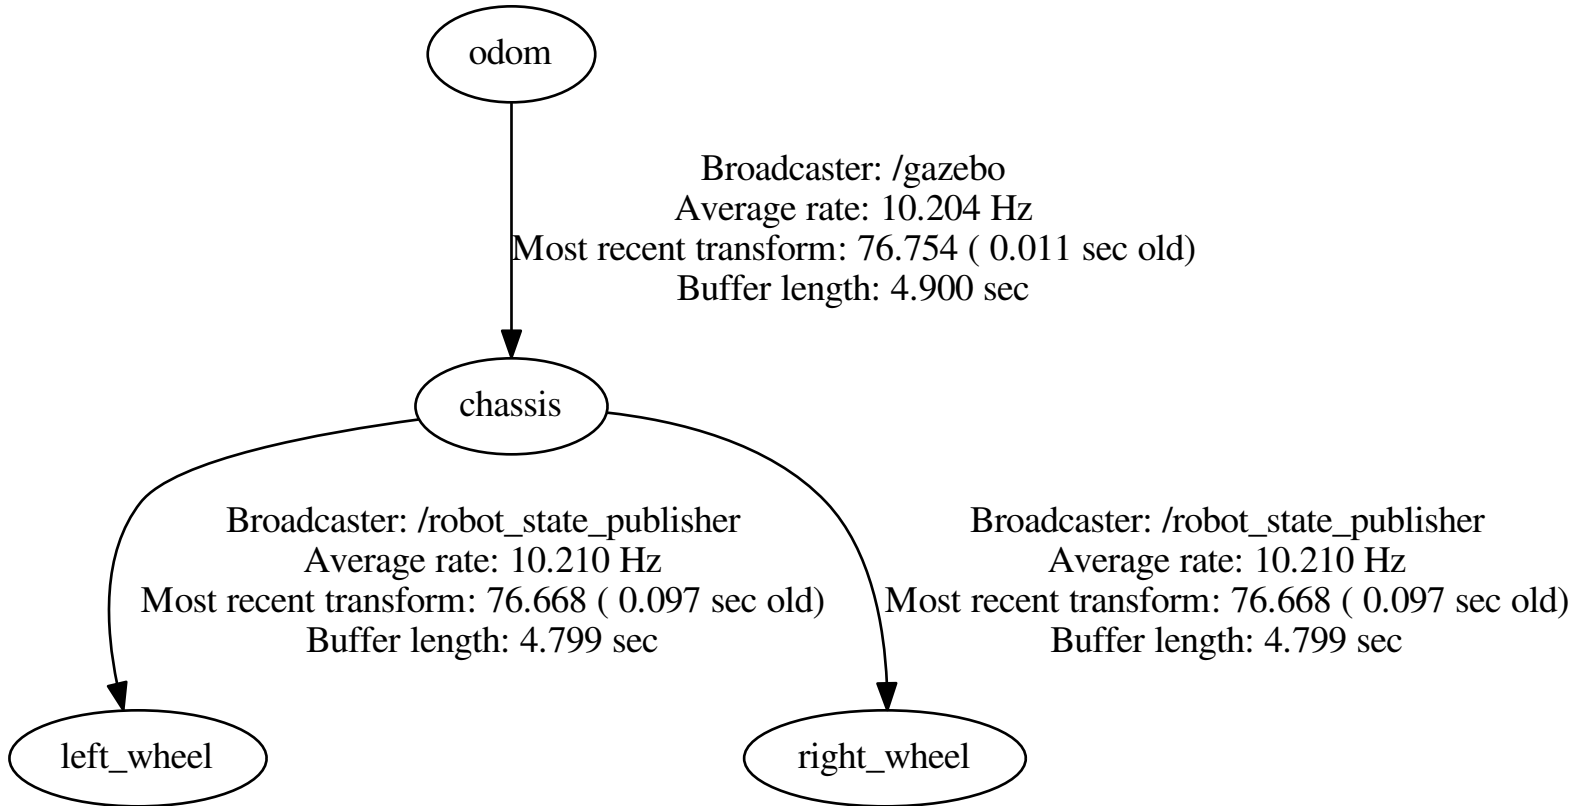 odom
Broadcaster: /gazebo
Average rate: 10.204 Hz
Most recent transform: 76.754 ( 0.011 sec old)
Buffer length: 4.900 sec
chassis
Broadcaster: /robot_state_publisher
Average rate: 10.210 Hz
Most recent transform: 76.668 ( 0.097 sec old)
Buffer length: 4.799 sec
Broadcaster: /robot_state_publisher
Average rate: 10.210 Hz
Most recent transform: 76.668 ( 0.097 sec old)
Buffer length: 4.799 sec
left_wheel
right_wheel